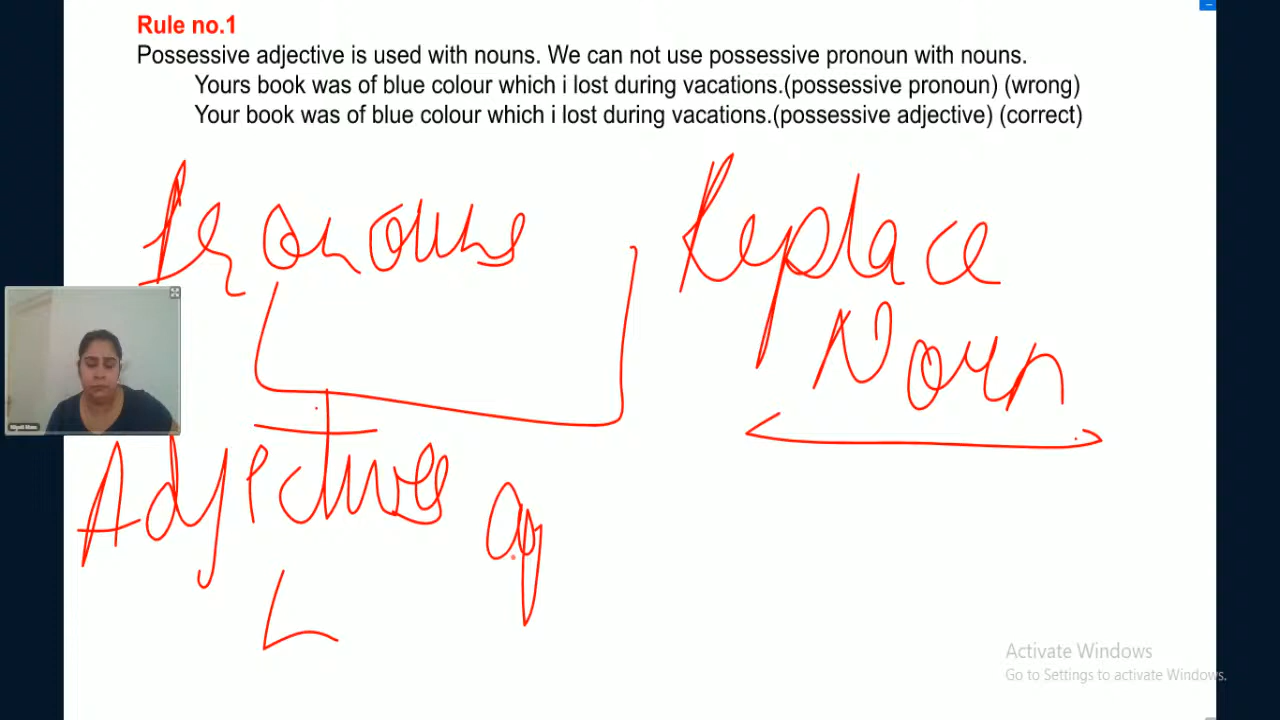 Rule no.1
Possessive adjective is used with nouns. We can not use possessive pronoun with nouns.
Yours book was of blue colour which i lost during vacations.(possessive pronoun) (wrong)
Your book was of blue colour which i lost during vacations.(possessive adjective) (correct)
Pronouns Replace
Noun
Adjectives
Activate Windows
Go to Settings to activate Windows.